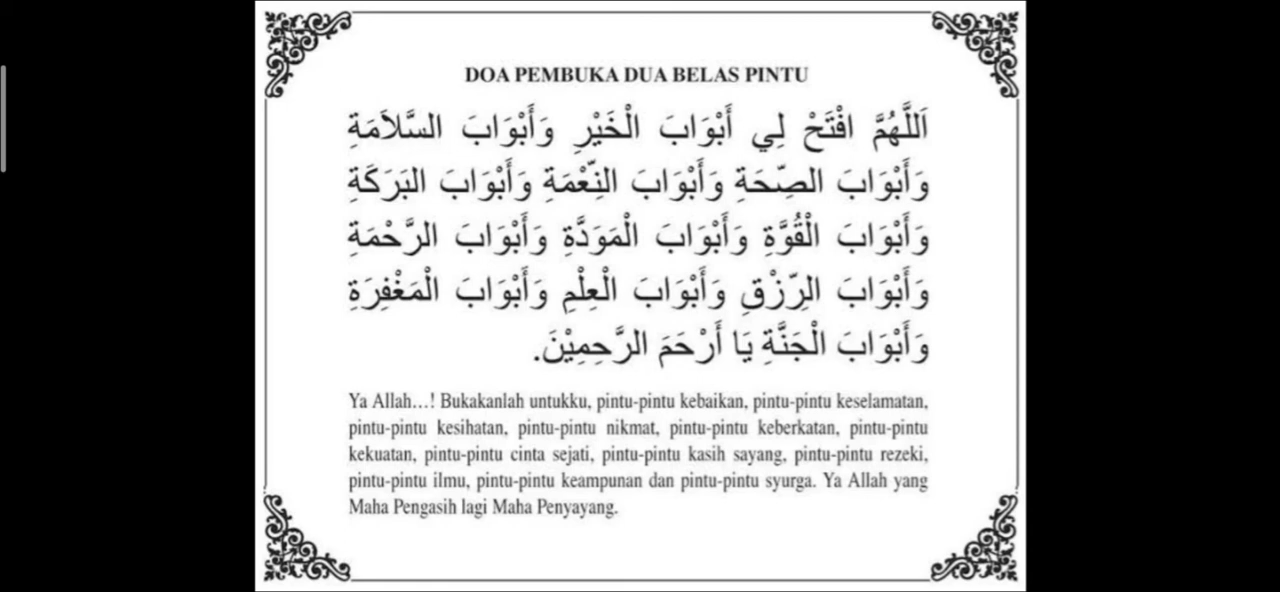 DOA PEMBUKA DUA BELAS PINTU
اَللَّهُمَّ افْتَحْ لِي أَبْوَابَ الْخَيْرِ وَأَبْوَابَ السَّلاَمَةِ
وَأَبْوَابَ الصِّحَةِ وَأَبْوَابَ النِّعْمَةِ وَأَبْوَابَ البَرَكَةِ
وَأَبْوَابَ الْقُوَّةِ وَأَبْوَابَ الْمَوَدَّةِ وَأَبْوَابَ الرَّحْمَةِ
وَأَبْوَابَ الرِّزْقِ وَأَبْوَابَ الْعِلْمِ وَأَبْوَابَ الْمَغْفِرَةِ
وَأَبْوَابَ الْجَنَّةِ يَا أَرْحَمَ الرَّحِمِيْنَ.
Ya Allah...! Bukakanlah untukku, pintu-pintu kebaikan, pintu-pintu keselamatan,
pintu-pintu kesihatan, pintu-pintu nikmat, pintu-pintu keberkatan, pintu-pintu
kekuatan, pintu-pintu cinta sejati, pintu-pintu kasih sayang, pintu-pintu rezeki,
pintu-pintu ilmu, pintu-pintu keampunan dan pintu-pintu syurga. Ya Allah yang
Maha Pengasih lagi Maha Penyayang.